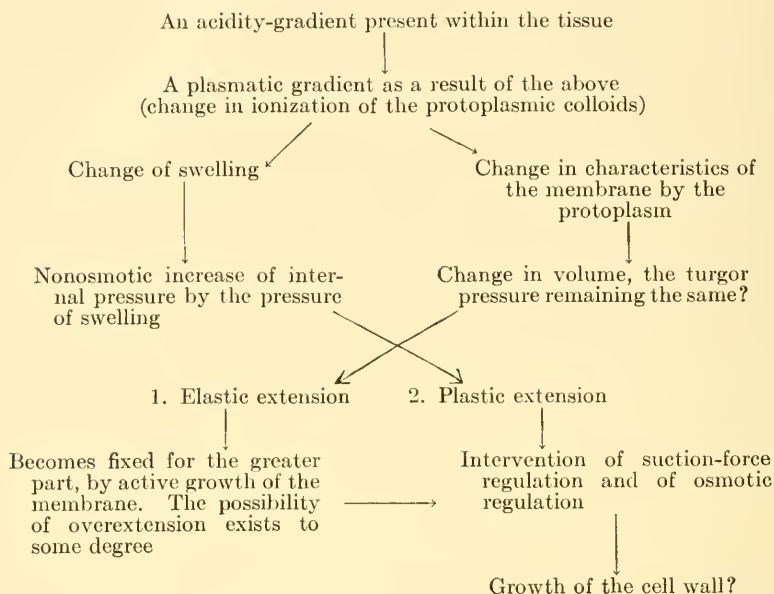 An acidity-gradient present within the tissue
A plasmatic gradient as a result of the above
(change in ionization of the protoplasmic colloids)
Change of swelling
Change in characteristics of
the membrane by the
protoplasm
Nonosmotic increase of inter-
nal pressure by the pressure
of swelling
Change in volume, the turgor
pressure remaining the same?
1. Elastic extension
2. Plastic extension
Becomes fixed for the greater
part, by active growth of the
membrane. The possibility
of overextension exists to
some degree
Intervention of suction-force
regulation and of osmotic
regulation
Growth of the cell wall?